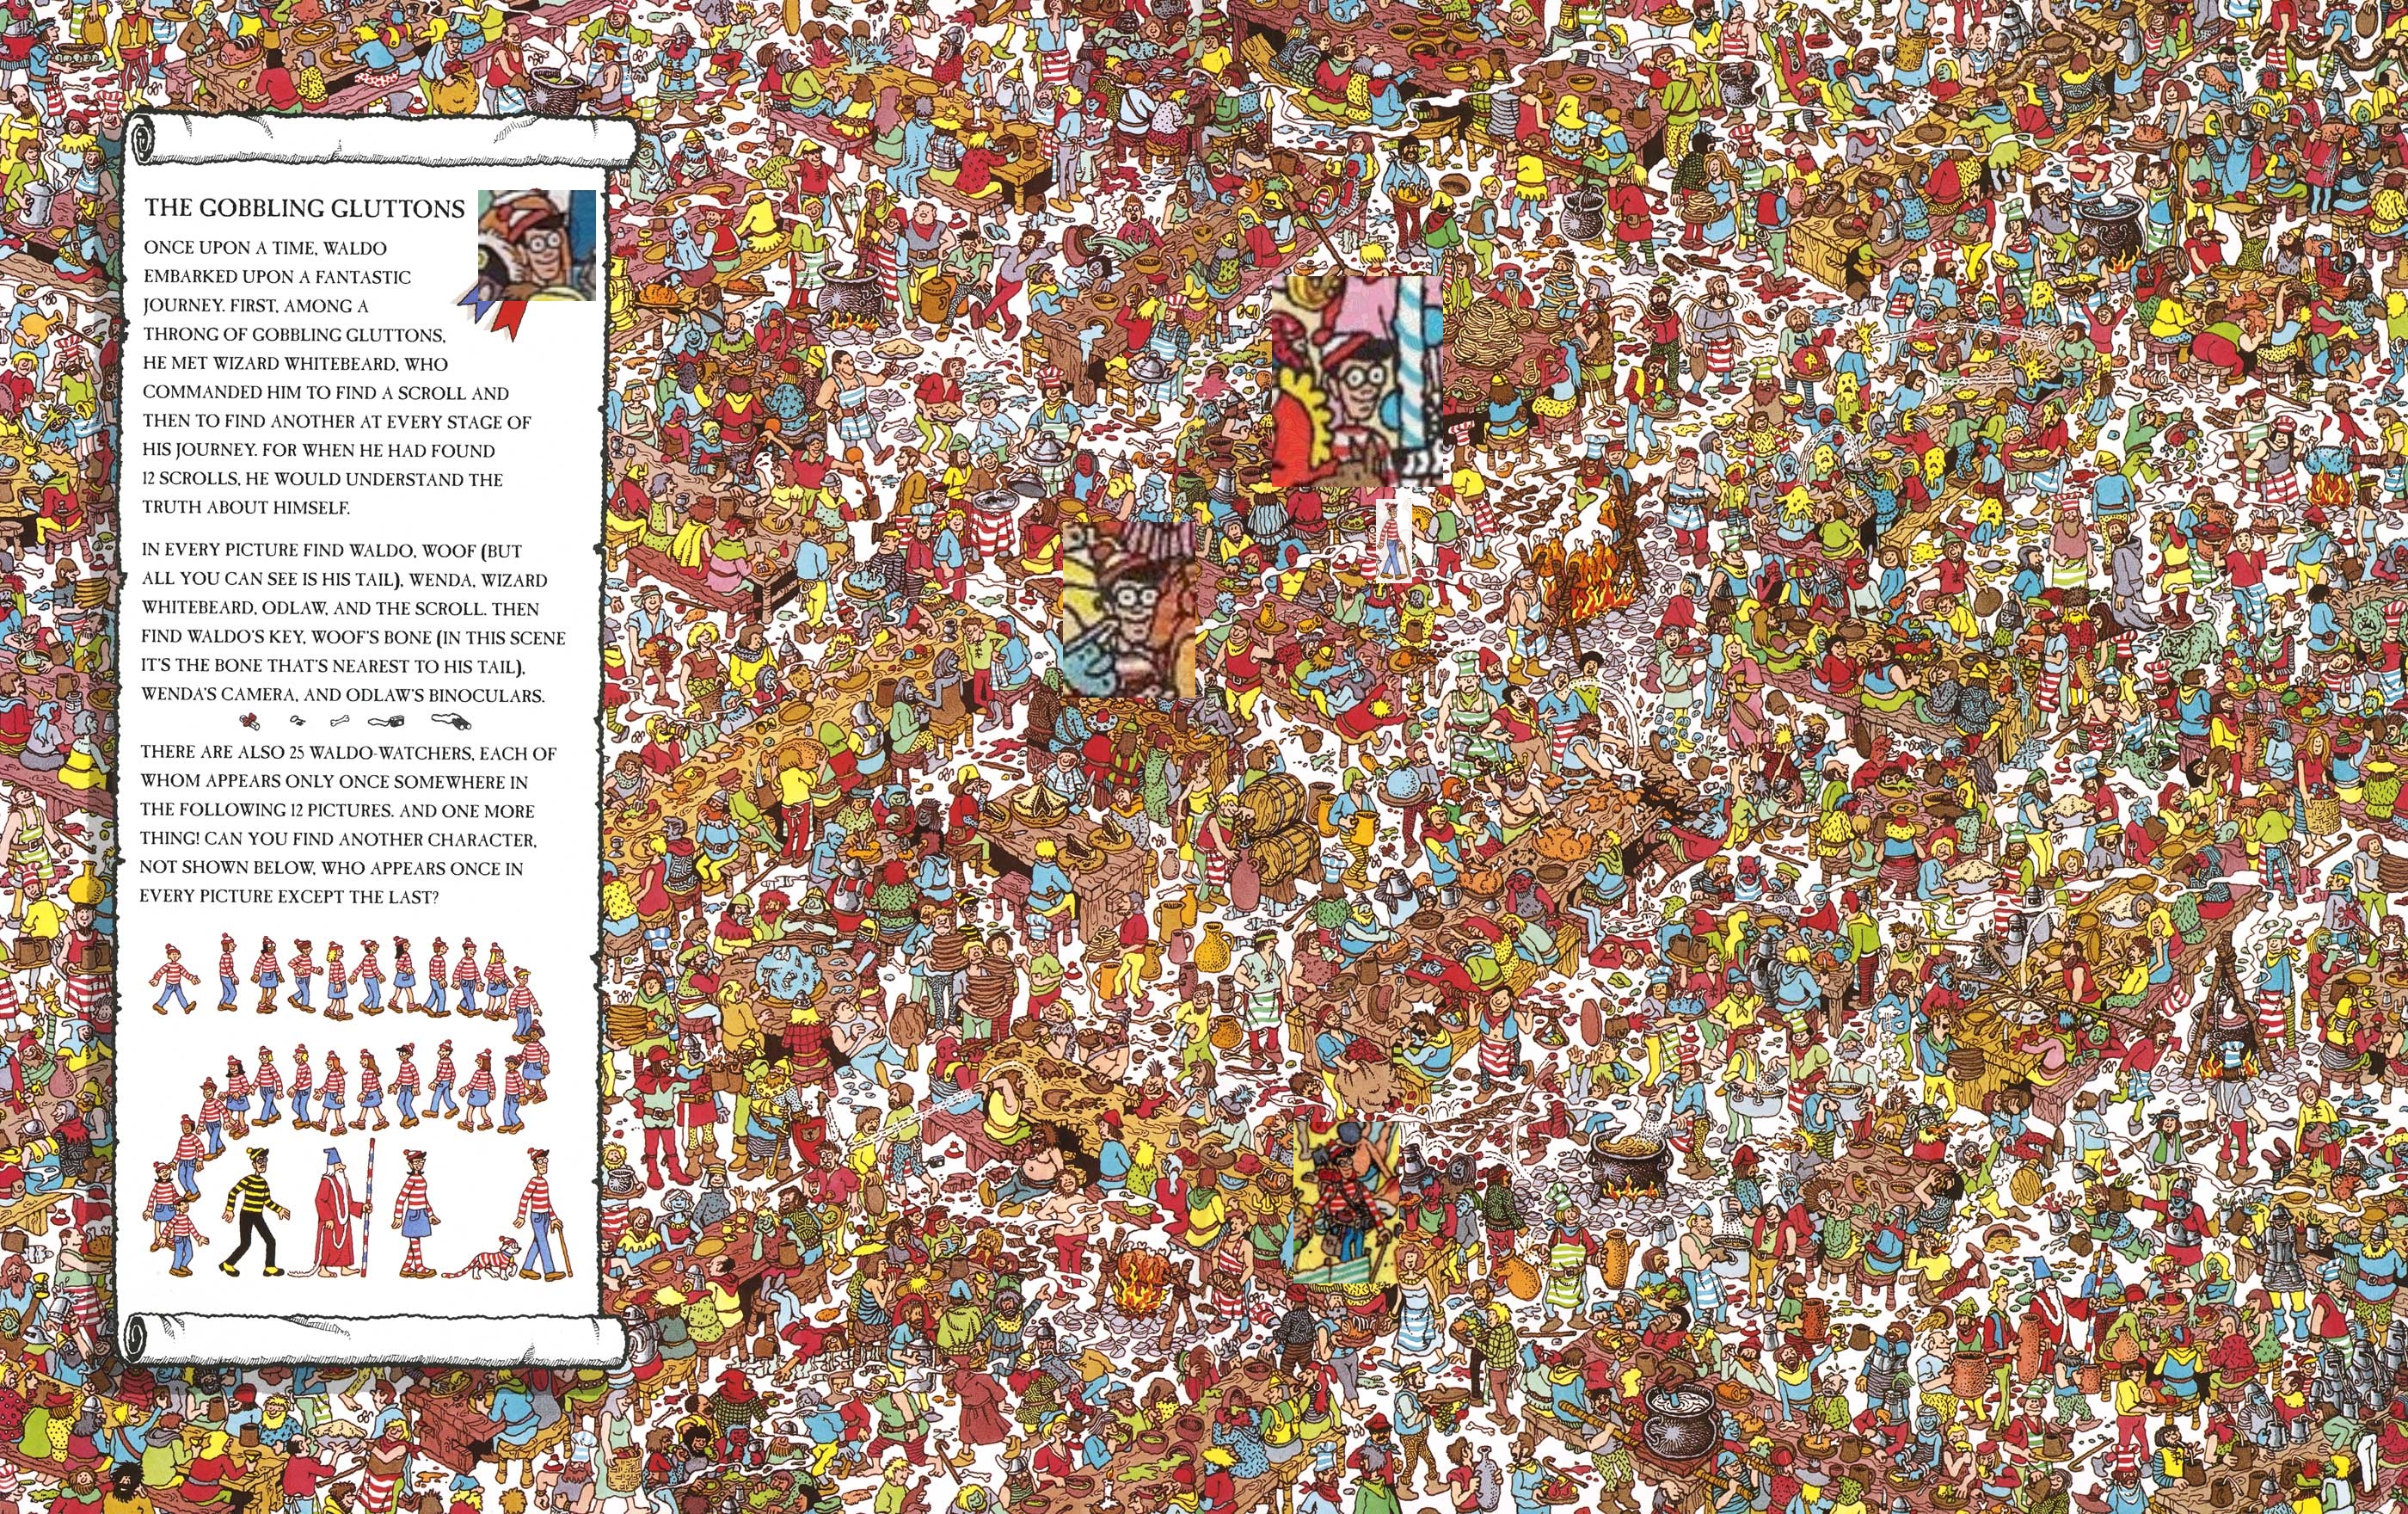 THE GOBBLING GLUTTONS
ONCE UPON A TIME, WALDO
EMBARKED UPON A FANTASTIC
JOURNEY. FIRST, AMONG A
THRONG OF GOBBLING GLUTTONS,
HE MET WIZARD WHITEBEARD, WHO
COMMANDED HIM TO FIND A SCROLL AND
THEN TO FIND ANOTHER AT EVERY STAGE OF
HIS JOURNEY. FOR WHEN HE HAD FOUND
12 SCROLLS, HE WOULD UNDERSTAND THE
TRUTH ABOUT HIMSELF.
IN EVERY PICTURE FIND WALDO, WOOF (BUT
ALL YOU CAN SEE IS HIS TAIL), WENDA, WIZARD
WHITEBEARD, ODLAW, AND THE SCROLL. THEN
FIND WALDO'S KEY, WOOF'S BONE (IN THIS SCENE
IT'S THE BONE THAT'S NEAREST TO HIS TAIL),
WENDA'S CAMERA, AND ODLAW'S BINOCULARS.
THERE ARE ALSO 25 WALDO-WATCHERS, EACH OF
WHOM APPEARS ONLY ONCE SOMEWHERE IN
THE FOLLOWING 12 PICTURES. AND ONE MORE
THING! CAN YOU FIND ANOTHER CHARACTER,
NOT SHOWN BELOW, WHO APPEARS ONCE IN
EVERY PICTURE EXCEPT THE LAST?